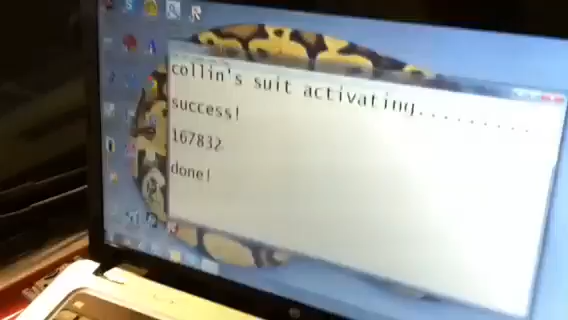 collin's suit activating..........
success!
167832
done!